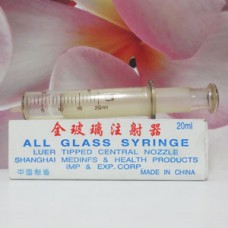 全玻璃注射器
20ml
ALL GLASS SYRINGE
LUER TIPPED CENTRAL NOZZLE
SHANGHAI MEDINFS & HEALTH PRODUCTS
IMP & EXP. CORP.
中国制造
MADE IN CHINA